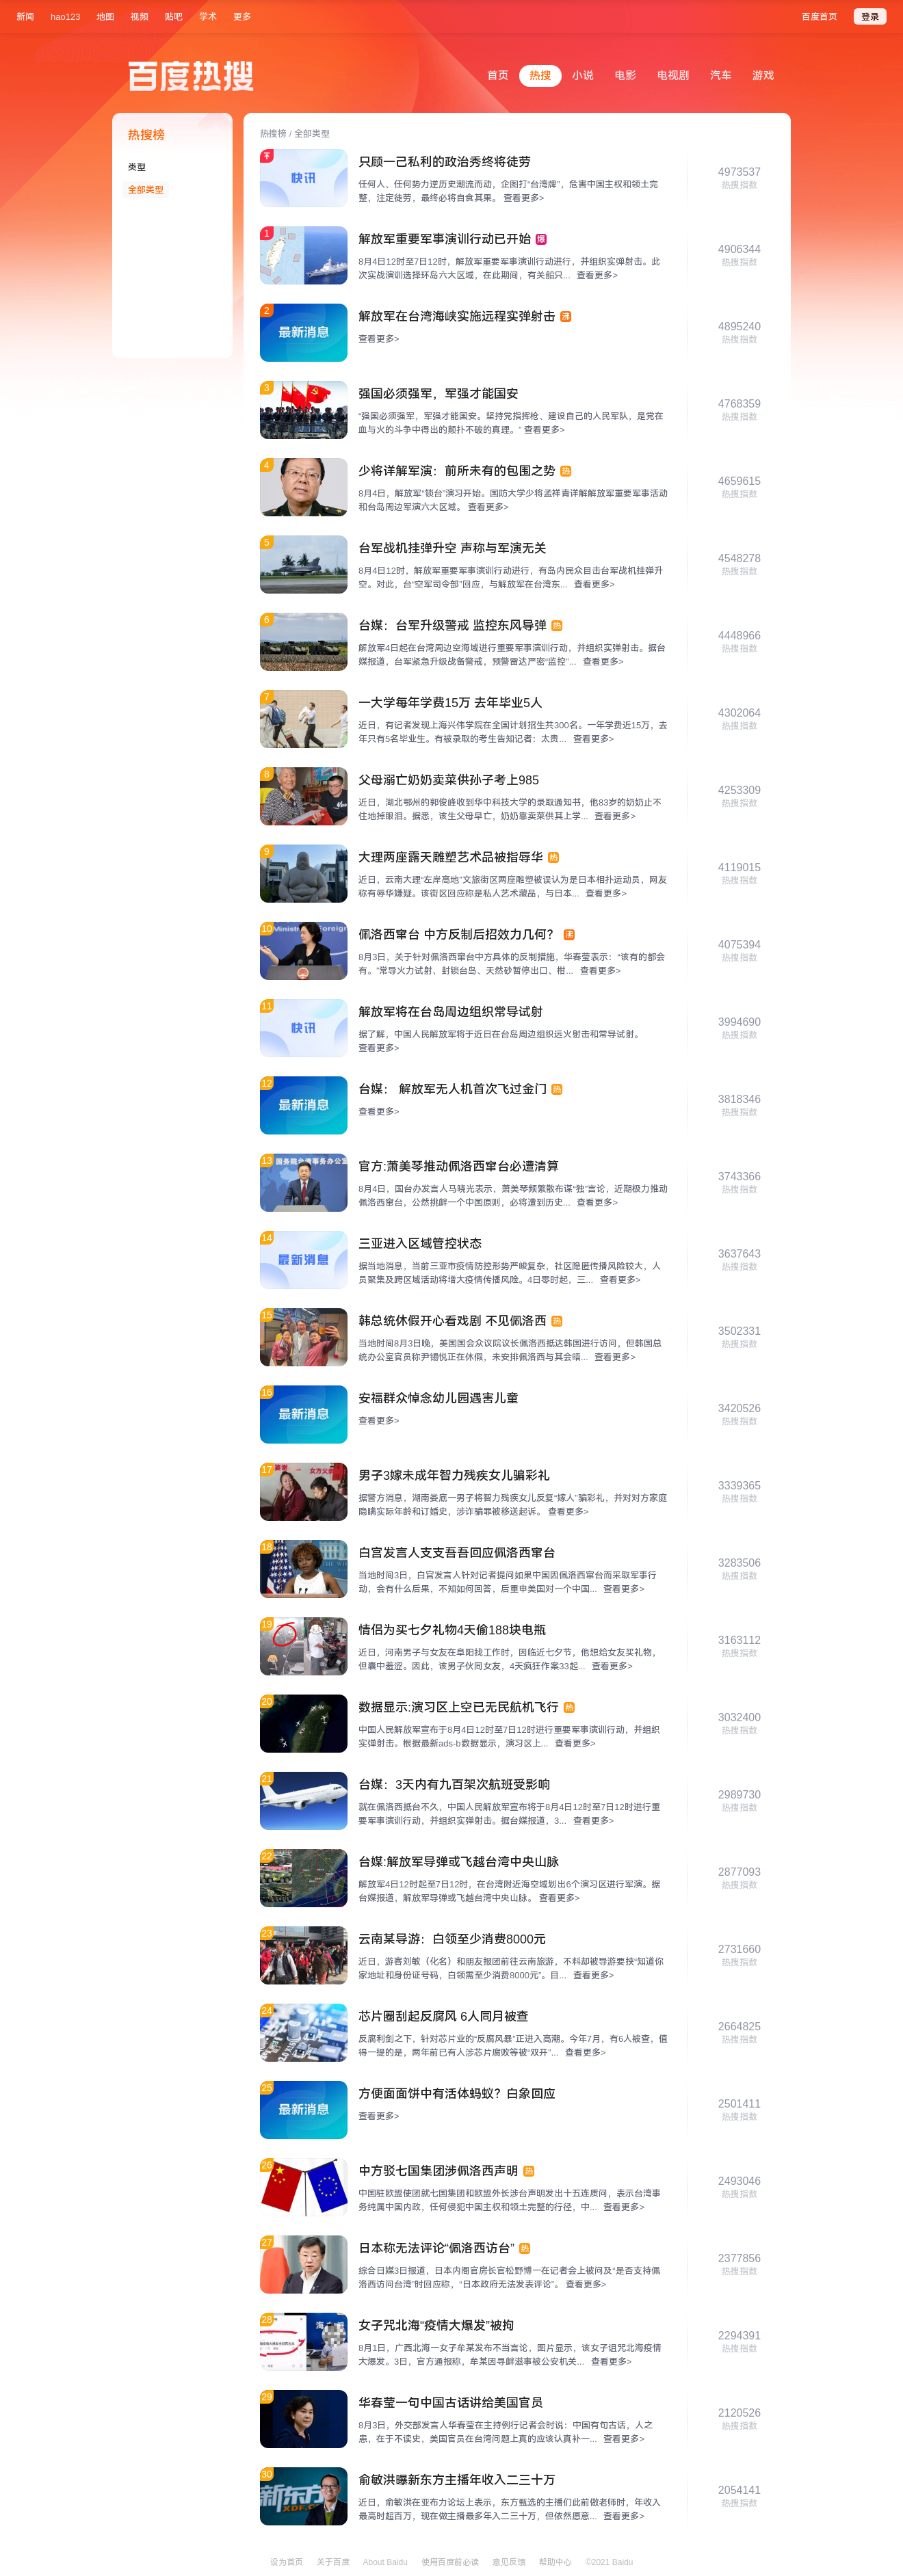 新闻 hao123 地图 视频 贴吧 学术 更多 百度首页 登录
百度热搜
首页 热搜 小说 电影 电视剧 汽车 游戏
热搜榜
类型
全部类型
热搜榜 / 全部类型
快讯
只顾一己私利的政治秀终将徒劳
任何人、任何势力逆历史潮流而动，企图打“台湾牌”，危害中国主权和领土完
整，注定徒劳，最终必将自食其果。 查看更多>
4973537
热搜指数
1
解放军重要军事演训行动已开始 爆
8月4日12时至7日12时，解放军重要军事演训行动进行，并组织实弹射击。此
次实战演训选择环岛六大区域，在此期间，有关船只... 查看更多>
4906344
热搜指数
2
最新消息
解放军在台湾海峡实施远程实弹射击 沸
查看更多>
4895240
热搜指数
3
强国必须强军，军强才能国安
“强国必须强军，军强才能国安。坚持党指挥枪、建设自己的人民军队，是党在
血与火的斗争中得出的颠扑不破的真理。” 查看更多>
4768359
热搜指数
4
少将详解军演：前所未有的包围之势 热
8月4日，解放军“锁台”演习开始。国防大学少将孟祥青详解解放军重要军事活动
和台岛周边军演六大区域。 查看更多>
4659615
热搜指数
5
台军战机挂弹升空 声称与军演无关
8月4日12时，解放军重要军事演训行动进行，有岛内民众目击台军战机挂弹升
空。对此，台“空军司令部”回应，与解放军在台湾东... 查看更多>
4548278
热搜指数
6
台媒：台军升级警戒 监控东风导弹 热
解放军4日起在台湾周边空海域进行重要军事演训行动，并组织实弹射击。据台
媒报道，台军紧急升级战备警戒，预警雷达严密“监控”... 查看更多>
4448966
热搜指数
7
一大学每年学费15万 去年毕业5人
近日，有记者发现上海兴伟学院在全国计划招生共300名。一年学费近15万，去
年只有5名毕业生。有被录取的考生告知记者：太贵... 查看更多>
4302064
热搜指数
8
父母溺亡奶奶卖菜供孙子考上985
近日，湖北鄂州的郭俊峰收到华中科技大学的录取通知书，他83岁的奶奶止不
住地掉眼泪。据悉，该生父母早亡，奶奶靠卖菜供其上学... 查看更多>
4253309
热搜指数
9
大理两座露天雕塑艺术品被指辱华 热
近日，云南大理“左岸高地”文旅街区两座雕塑被误认为是日本相扑运动员，网友
称有辱华嫌疑。该街区回应称是私人艺术藏品，与日本... 查看更多>
4119015
热搜指数
10
佩洛西窜台 中方反制后招效力几何？ 沸
8月3日，关于针对佩洛西窜台中方具体的反制措施，华春莹表示：“该有的都会
有。”常导火力试射、封锁台岛、天然砂暂停出口、柑... 查看更多>
4075394
热搜指数
11
快讯
解放军将在台岛周边组织常导试射
据了解，中国人民解放军将于近日在台岛周边组织远火射击和常导试射。
查看更多>
3994690
热搜指数
12
最新消息
台媒： 解放军无人机首次飞过金门 热
查看更多>
3818346
热搜指数
13
官方:萧美琴推动佩洛西窜台必遭清算
8月4日，国台办发言人马晓光表示，萧美琴频繁散布谋“独”言论，近期极力推动
佩洛西窜台，公然挑衅一个中国原则，必将遭到历史... 查看更多>
3743366
热搜指数
14
最新消息
三亚进入区域管控状态
据当地消息，当前三亚市疫情防控形势严峻复杂，社区隐匿传播风险较大，人
员聚集及跨区域活动将增大疫情传播风险。4日零时起，三... 查看更多>
3637643
热搜指数
15
韩总统休假开心看戏剧 不见佩洛西 热
当地时间8月3日晚，美国国会众议院议长佩洛西抵达韩国进行访问，但韩国总
统办公室官员称尹锡悦正在休假，未安排佩洛西与其会晤... 查看更多>
3502331
热搜指数
16
最新消息
安福群众悼念幼儿园遇害儿童
查看更多>
3420526
热搜指数
17
男子3嫁未成年智力残疾女儿骗彩礼
据警方消息，湖南娄底一男子将智力残疾女儿反复“嫁人”骗彩礼，并对对方家庭
隐瞒实际年龄和订婚史，涉诈骗罪被移送起诉。 查看更多>
3339365
热搜指数
18
白宫发言人支支吾吾回应佩洛西窜台
当地时间3日，白宫发言人针对记者提问如果中国因佩洛西窜台而采取军事行
动，会有什么后果，不知如何回答，后重申美国对一个中国... 查看更多>
3283506
热搜指数
19
情侣为买七夕礼物4天偷188块电瓶
近日，河南男子与女友在阜阳找工作时，因临近七夕节，他想给女友买礼物，
但囊中羞涩。因此，该男子伙同女友，4天疯狂作案33起... 查看更多>
3163112
热搜指数
20
数据显示:演习区上空已无民航机飞行 热
中国人民解放军宣布于8月4日12时至7日12时进行重要军事演训行动，并组织
实弹射击。根据最新ads-b数据显示，演习区上... 查看更多>
3032400
热搜指数
21
台媒：3天内有九百架次航班受影响
就在佩洛西抵台不久，中国人民解放军宣布将于8月4日12时至7日12时进行重
要军事演训行动，并组织实弹射击。据台媒报道，3... 查看更多>
2989730
热搜指数
22
台媒:解放军导弹或飞越台湾中央山脉
解放军4日12时起至7日12时，在台湾附近海空域划出6个演习区进行军演。据
台媒报道，解放军导弹或飞越台湾中央山脉。 查看更多>
2877093
热搜指数
23
云南某导游：白领至少消费8000元
近日，游客刘敏（化名）和朋友报团前往云南旅游，不料却被导游要挟“知道你
家地址和身份证号码，白领需至少消费8000元”。目... 查看更多>
2731660
热搜指数
24
芯片圈刮起反腐风 6人同月被查
反腐利剑之下，针对芯片业的“反腐风暴”正进入高潮。今年7月，有6人被查，值
得一提的是，两年前已有人涉芯片腐败等被“双开”... 查看更多>
2664825
热搜指数
25
最新消息
方便面面饼中有活体蚂蚁？白象回应
查看更多>
2501411
热搜指数
26
中方驳七国集团涉佩洛西声明 热
中国驻欧盟使团就七国集团和欧盟外长涉台声明发出十五连质问，表示台湾事
务纯属中国内政，任何侵犯中国主权和领土完整的行径，中... 查看更多>
2493046
热搜指数
27
日本称无法评论“佩洛西访台” 热
综合日媒3日报道，日本内阁官房长官松野博一在记者会上被问及“是否支持佩
洛西访问台湾”时回应称，“日本政府无法发表评论”。 查看更多>
2377856
热搜指数
28
女子咒北海“疫情大爆发”被拘
8月1日，广西北海一女子牟某发布不当言论，图片显示，该女子诅咒北海疫情
大爆发。3日，官方通报称，牟某因寻衅滋事被公安机关... 查看更多>
2294391
热搜指数
29
华春莹一句中国古话讲给美国官员
8月3日，外交部发言人华春莹在主持例行记者会时说：中国有句古话，人之
患，在于不读史，美国官员在台湾问题上真的应该认真补一... 查看更多>
2120526
热搜指数
30
新东方
XDF.C
俞敏洪曝新东方主播年收入二三十万
近日，俞敏洪在亚布力论坛上表示，东方甄选的主播们此前做老师时，年收入
最高时超百万，现在做主播最多年入二三十万，但依然愿意... 查看更多>
2054141
热搜指数
设为首页 关于百度 About Baidu 使用百度前必读 意见反馈 帮助中心 ©2021 Baidu